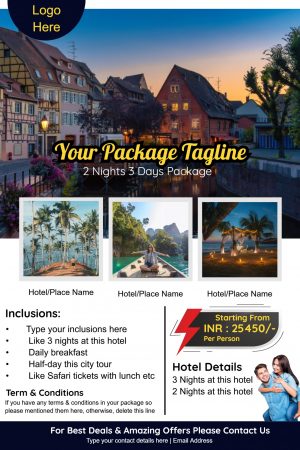 Logo
Here
Your Package Tagline
2 Nights 3 Days Package
Hotel/Place Name
Hotel/Place Name
Hotel/Place Name
Inclusions:
• Type your inclusions here
• Like 3 nights at this hotel
• Daily breakfast
• Half-day this city tour
• Like Safari tickets with lunch etc
Term & Conditions
If you have any terms & conditions in your package so
please mentioned them here, otherwise, delete this line
Starting From
INR : 25450/-
Per Person
Hotel Details
3 Nights at this hotel
2 Nights at this hotel
For Best Deals & Amazing Offers Please Contact Us
Type your contact details here | Email Address